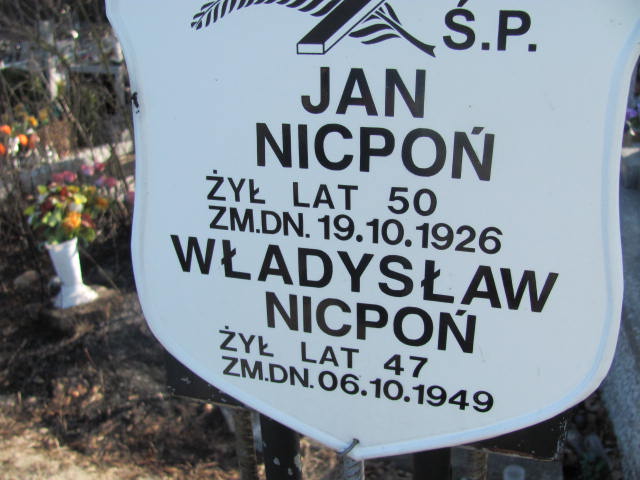 Ś.P.
JAN
NICPOŃ
ŻYŁ LAT 50
ZM.DN. 19.10.1926
WŁADYSŁAW
NICPOŃ
ŻYŁ LAT 47
ZM.DN. 06.10.1949